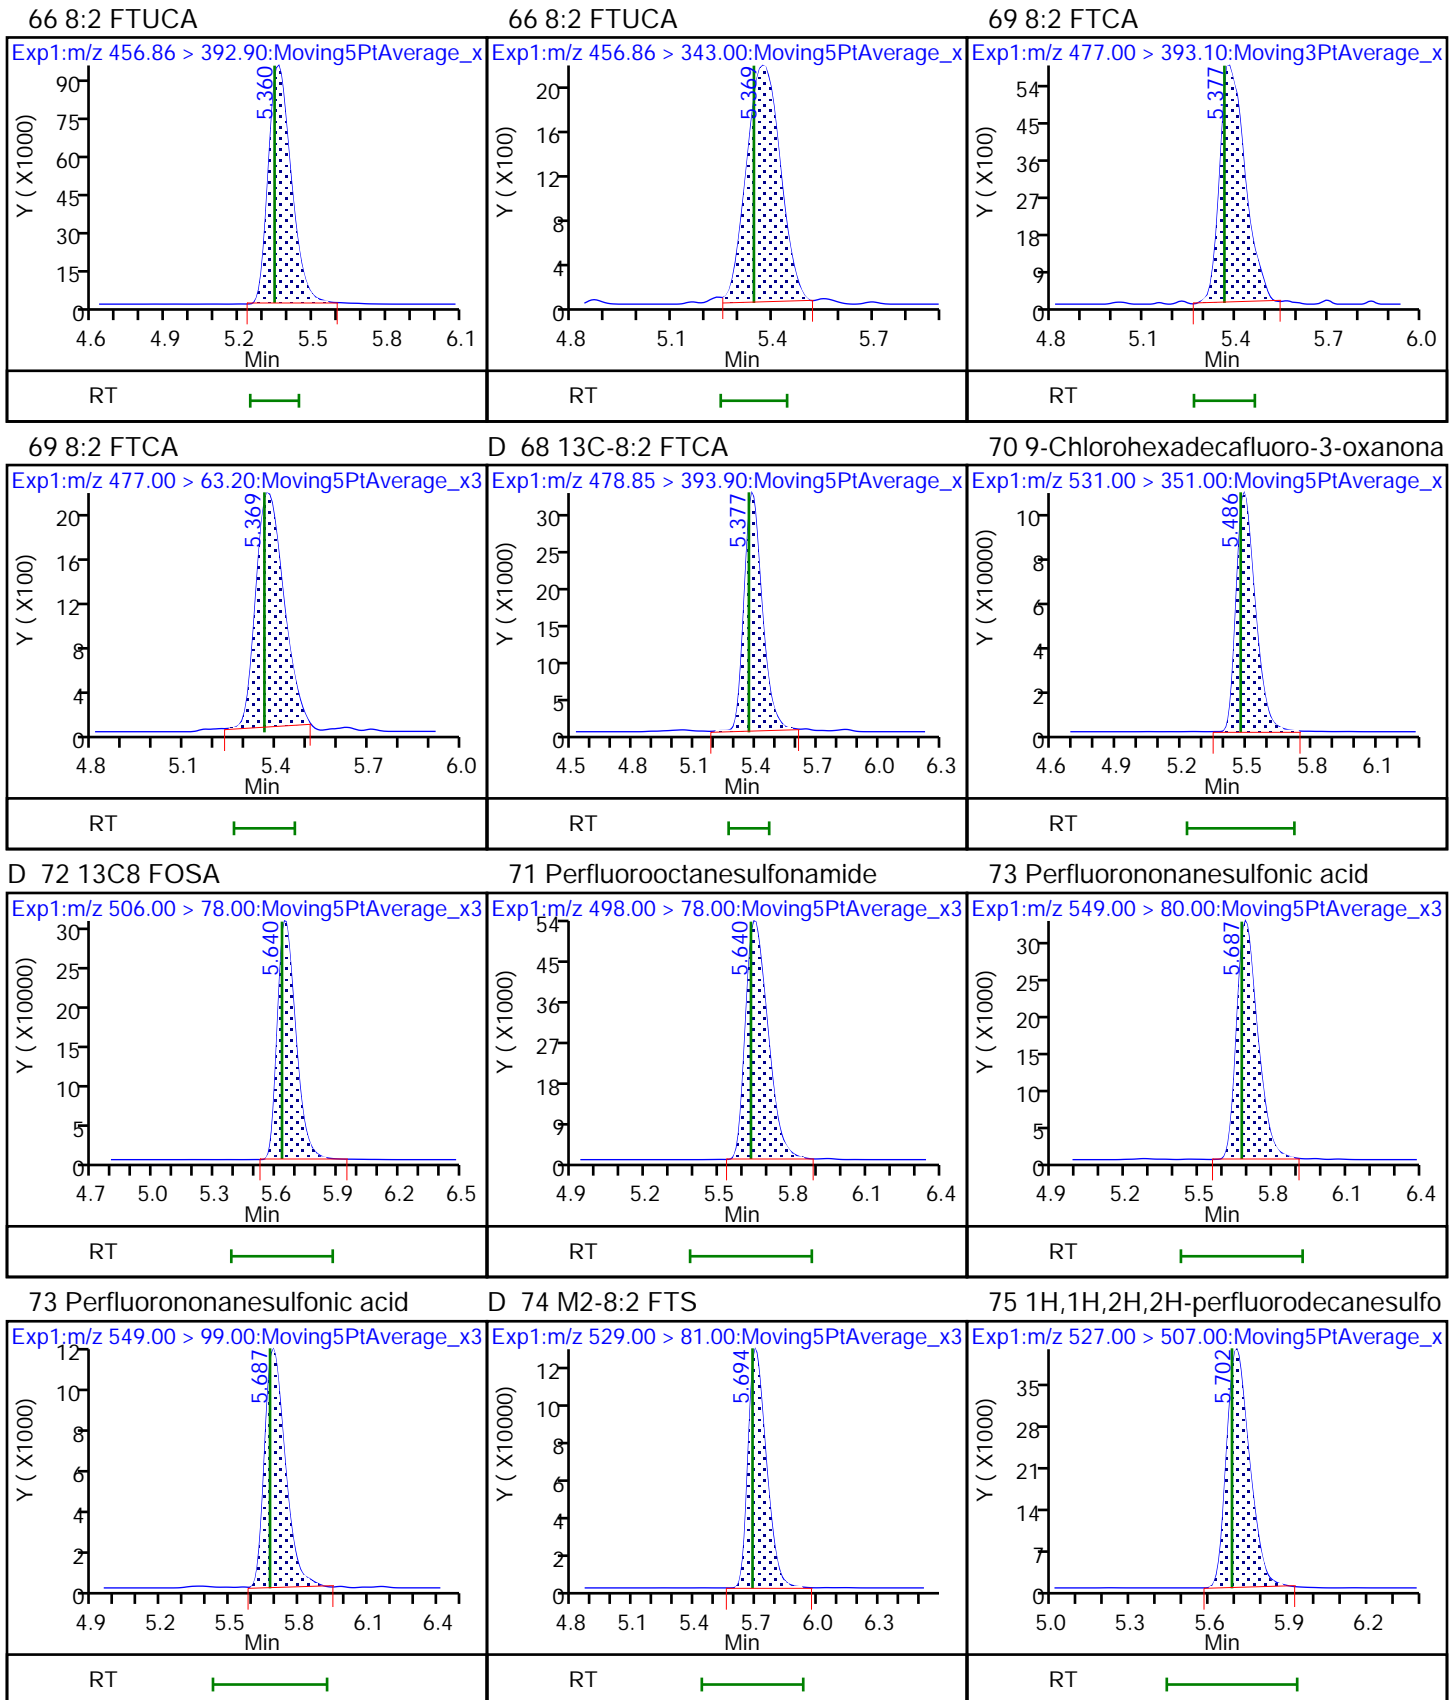 66 8:2 FTUCA
Exp1:m/z 456.86 > 392.90:Moving5PtAverage_x
5.360
Y ( X1000)
90
75
60
45
30
15
0
4.6 4.9 5.2 5.5 5.8 6.1
Min
RT
66 8:2 FTUCA
Exp1:m/z 456.86 > 343.00:Moving5PtAverage_x
5.369
Y ( X100)
20
16
12
8
4
0
4.8 5.1 5.4 5.7
Min
RT
69 8:2 FTCA
Exp1:m/z 477.00 > 393.10:Moving3PtAverage_x
5.377
Y ( X100)
54
45
36
27
18
9
0
4.8 5.1 5.4 5.7 6.0
Min
RT
69 8:2 FTCA
Exp1:m/z 477.00 > 63.20:Moving5PtAverage_x3
5.369
Y ( X100)
20
16
12
8
4
0
4.8 5.1 5.4 5.7 6.0
Min
RT
D 68 13C-8:2 FTCA
Exp1:m/z 478.85 > 393.90:Moving5PtAverage_x
5.377
Y ( X1000)
30
25
20
15
10
5
0
4.5 4.8 5.1 5.4 5.7 6.0 6.3
Min
RT
70 9-Chlorohexadecafluoro-3-oxanona
Exp1:m/z 531.00 > 351.00:Moving5PtAverage_x
5.486
Y ( X10000)
10
8
6
4
2
0
4.6 4.9 5.2 5.5 5.8 6.1
Min
RT
D 72 13C8 FOSA
Exp1:m/z 506.00 > 78.00:Moving5PtAverage_x3
5.640
Y ( X10000)
30
25
20
15
10
5
0
4.7 5.0 5.3 5.6 5.9 6.2 6.5
Min
RT
71 Perfluorooctanesulfonamide
Exp1:m/z 498.00 > 78.00:Moving5PtAverage_x3
5.640
Y ( X1000)
54
45
36
27
18
9
0
4.9 5.2 5.5 5.8 6.1 6.4
Min
RT
73 Perfluorononanesulfonic acid
Exp1:m/z 549.00 > 80.00:Moving5PtAverage_x3
5.687
Y ( X1000)
30
25
20
15
10
5
0
4.9 5.2 5.5 5.8 6.1 6.4
Min
RT
73 Perfluorononanesulfonic acid
Exp1:m/z 549.00 > 99.00:Moving5PtAverage_x3
5.687
Y ( X1000)
12
10
8
6
4
2
0
4.9 5.2 5.5 5.8 6.1 6.4
Min
RT
D 74 M2-8:2 FTS
Exp1:m/z 529.00 > 81.00:Moving5PtAverage_x3
5.694
Y ( X10000)
12
10
8
6
4
2
0
4.8 5.1 5.4 5.7 6.0 6.3
Min
RT
75 1H,1H,2H,2H-perfluorodecanesulfo
Exp1:m/z 527.00 > 507.00:Moving5PtAverage_x
5.702
Y ( X1000)
35
28
21
14
7
0
5.0 5.3 5.6 5.9 6.2
Min
RT